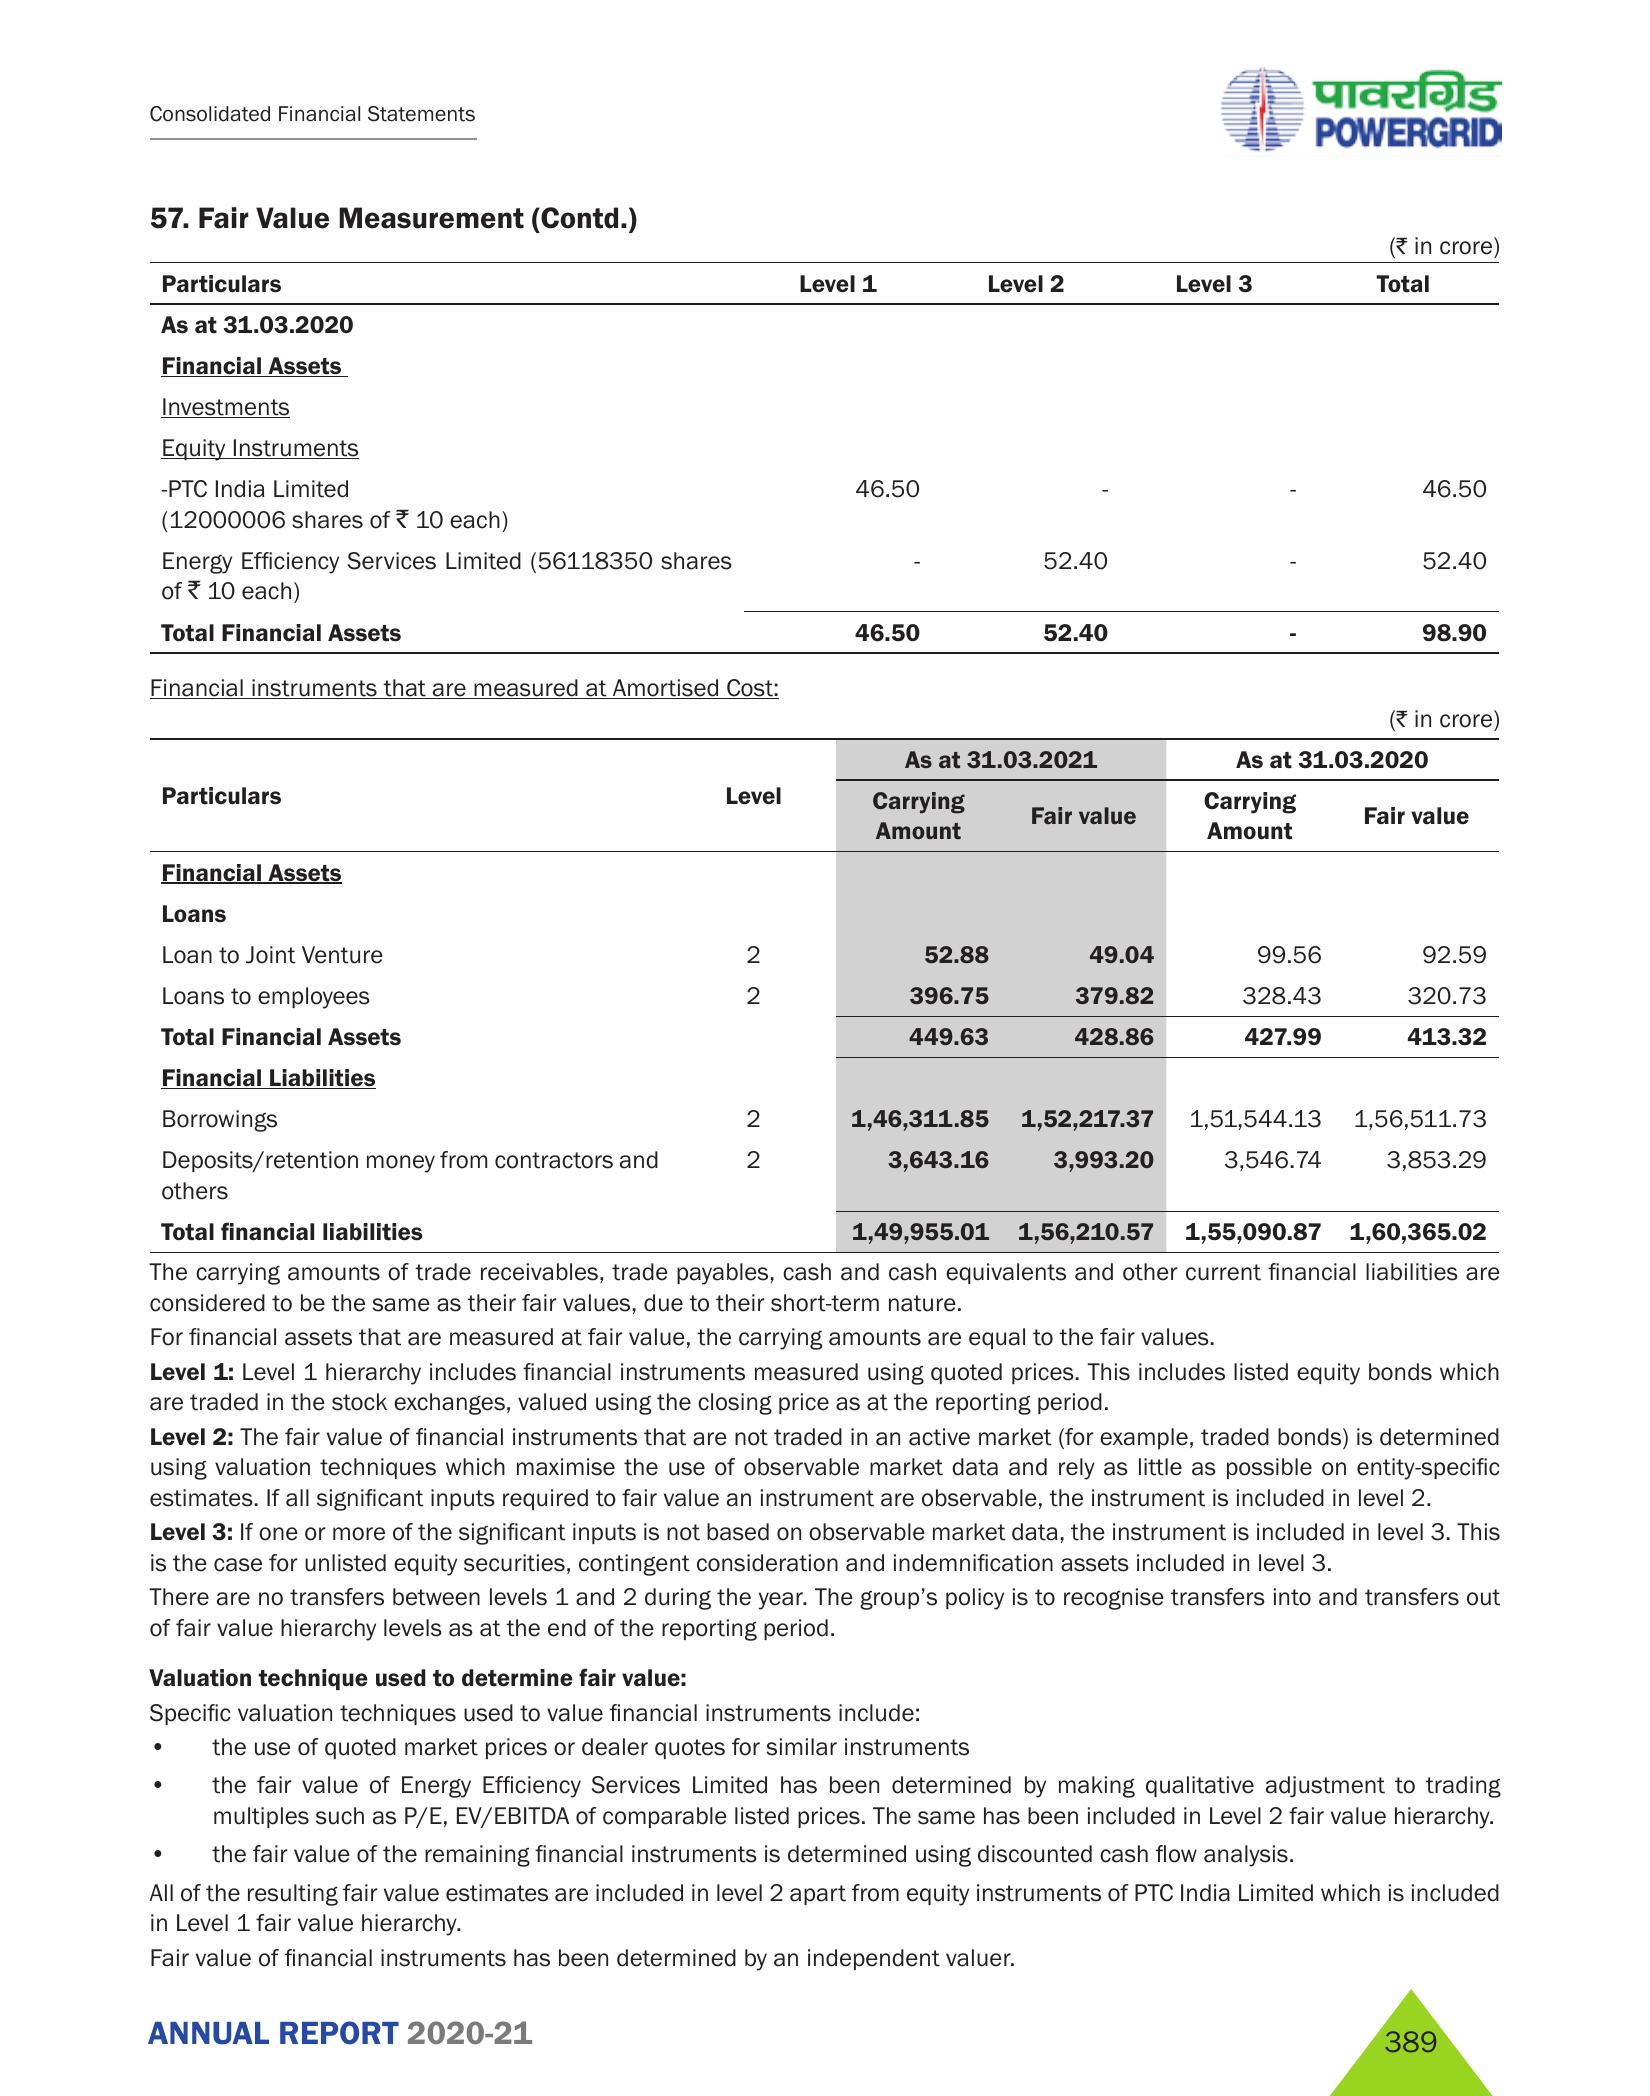 Consolidated Financial Statements
पावरग्रिड
POWERGRID
57. Fair Value Measurement (Contd.)
(₹ in crore)
Particulars Level 1 Level 2 Level 3 Total
As at 31.03.2020
Financial Assets
Investments
Equity Instruments
-PTC India Limited 46.50 - - 46.50
(12000006 shares of ₹ 10 each)
Energy Efficiency Services Limited (56118350 shares - 52.40 - 52.40
of ₹ 10 each)
Total Financial Assets 46.50 52.40 - 98.90
Financial instruments that are measured at Amortised Cost:
(₹ in crore)
As at 31.03.2021 As at 31.03.2020
Particulars Level Carrying Amount Fair value Carrying Amount Fair value
Financial Assets
Loans
Loan to Joint Venture 2 52.88 49.04 99.56 92.59
Loans to employees 2 396.75 379.82 328.43 320.73
Total Financial Assets 449.63 428.86 427.99 413.32
Financial Liabilities
Borrowings 2 1,46,311.85 1,52,217.37 1,51,544.13 1,56,511.73
Deposits/retention money from contractors and 2 3,643.16 3,993.20 3,546.74 3,853.29
others
Total financial liabilities 1,49,955.01 1,56,210.57 1,55,090.87 1,60,365.02
The carrying amounts of trade receivables, trade payables, cash and cash equivalents and other current financial liabilities are
considered to be the same as their fair values, due to their short-term nature.
For financial assets that are measured at fair value, the carrying amounts are equal to the fair values.
Level 1: Level 1 hierarchy includes financial instruments measured using quoted prices. This includes listed equity bonds which
are traded in the stock exchanges, valued using the closing price as at the reporting period.
Level 2: The fair value of financial instruments that are not traded in an active market (for example, traded bonds) is determined
using valuation techniques which maximise the use of observable market data and rely as little as possible on entity-specific
estimates. If all significant inputs required to fair value an instrument are observable, the instrument is included in level 2.
Level 3: If one or more of the significant inputs is not based on observable market data, the instrument is included in level 3. This
is the case for unlisted equity securities, contingent consideration and indemnification assets included in level 3.
There are no transfers between levels 1 and 2 during the year. The group's policy is to recognise transfers into and transfers out
of fair value hierarchy levels as at the end of the reporting period.
Valuation technique used to determine fair value:
Specific valuation techniques used to value financial instruments include:
• the use of quoted market prices or dealer quotes for similar instruments
• the fair value of Energy Efficiency Services Limited has been determined by making qualitative adjustment to trading
multiples such as P/E, EV/EBITDA of comparable listed prices. The same has been included in Level 2 fair value hierarchy.
• the fair value of the remaining financial instruments is determined using discounted cash flow analysis.
All of the resulting fair value estimates are included in level 2 apart from equity instruments of PTC India Limited which is included
in Level 1 fair value hierarchy.
Fair value of financial instruments has been determined by an independent valuer.
ANNUAL REPORT 2020-21
389